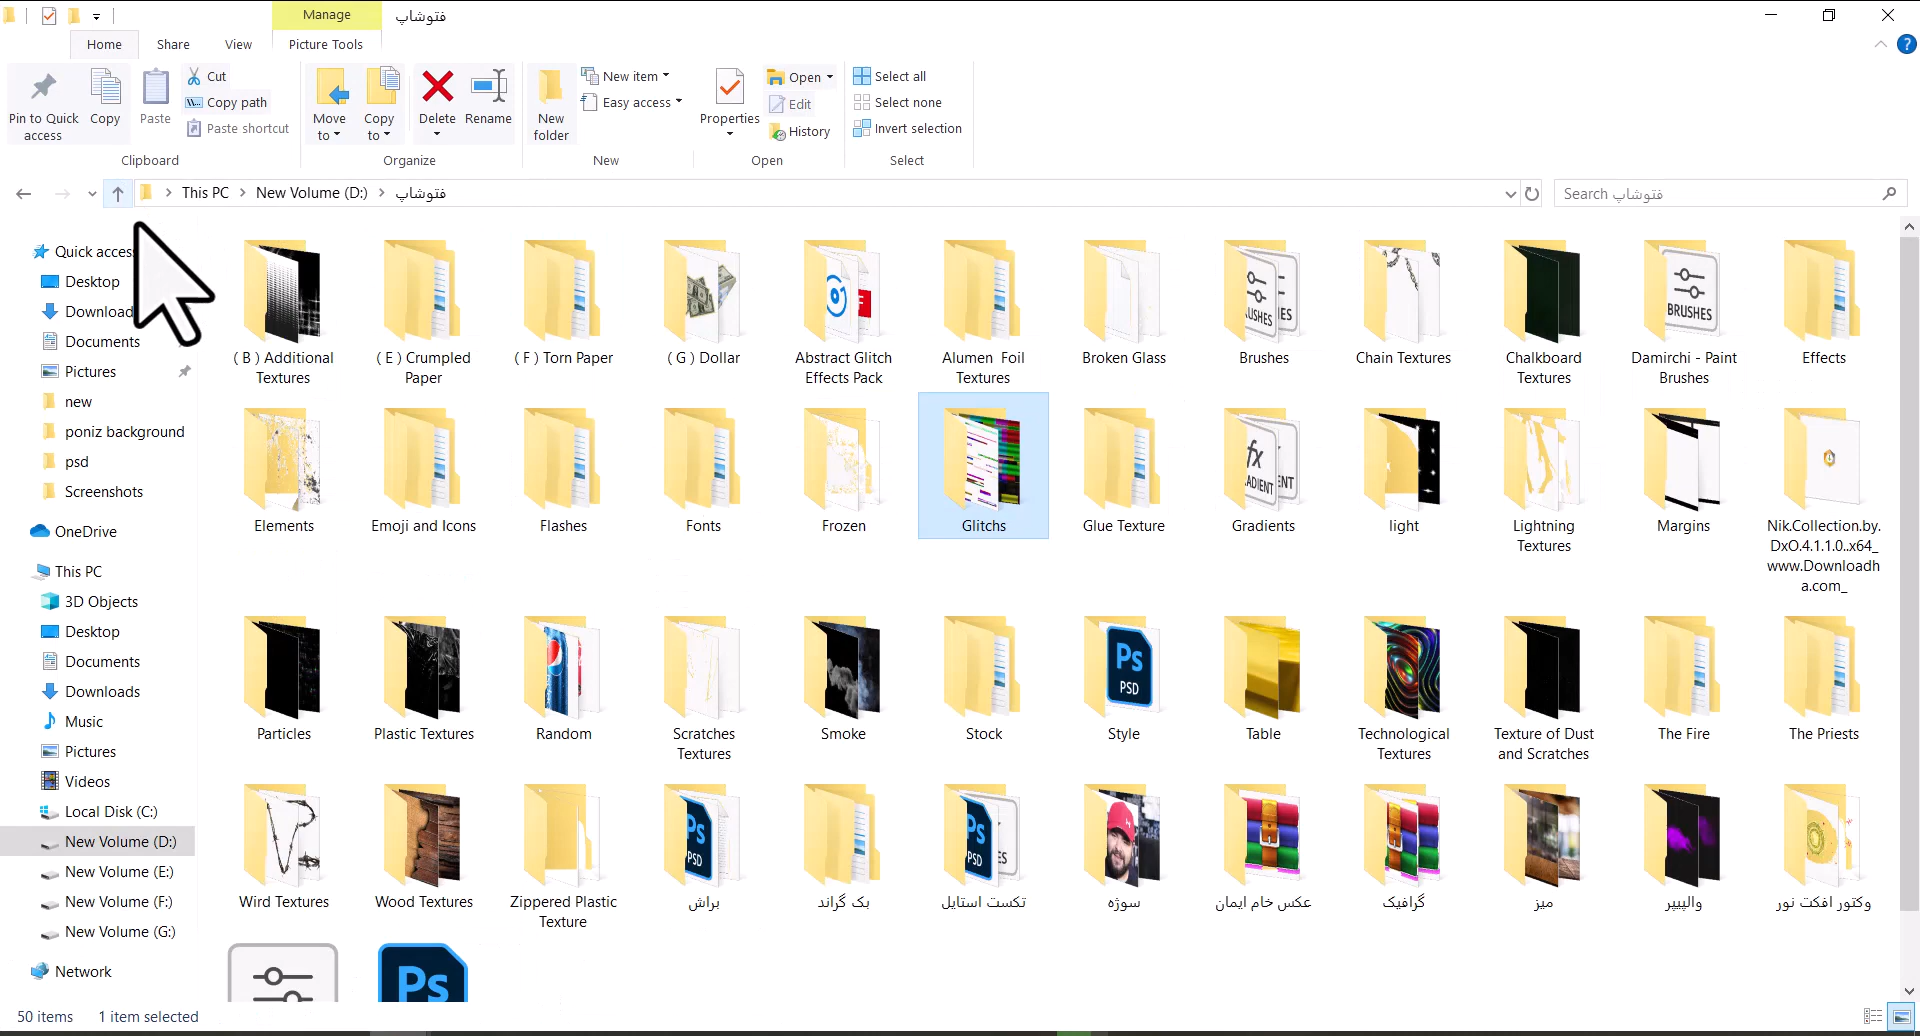 Manage
فتوشاپ
Home
Share
View
Picture Tools
Pin to Quick access
Copy
Paste
Cut
Copy path
Paste shortcut
Clipboard
Move to
Copy to
Delete
Rename
Organize
New folder
New item
Easy access
New
Properties
Open
Edit
History
Open
Select all
Select none
Invert selection
Select
This PC
New Volume (D:)
فتوشاپ
Search فتوشاپ
Quick access
Desktop
Download
Documents
Pictures
new
poniz background
psd
Screenshots
OneDrive
This PC
3D Objects
Desktop
Documents
Downloads
Music
Pictures
Videos
Local Disk (C:)
New Volume (D:)
New Volume (E:)
New Volume (F:)
New Volume (G:)
Network
( B ) Additional
Textures
( E ) Crumpled
Paper
( F ) Torn Paper
( G ) Dollar
Abstract Glitch
Effects Pack
Alumen Foil
Textures
Broken Glass
Brushes
Chain Textures
Chalkboard
Textures
BRUSHES
Damirchi - Paint
Brushes
Effects
Elements
Emoji and Icons
Flashes
Fonts
Frozen
Glitchs
Glue Texture
fx
Gradients
light
Lightning
Textures
Margins
Nik.Collection.by.
DxO.4.1.1.0..x64_
www.Downloadh
a.com_
Particles
Plastic Textures
Random
Scratches
Textures
Smoke
Stock
Ps
PSD
Style
Table
Technological
Textures
Texture of Dust
and Scratches
The Fire
The Priests
Wird Textures
Wood Textures
Zippered Plastic
Texture
PSD
براش
بک گراند
PSD
تکست استایل
سوژه
عکس خام ایمان
گرافیک
میز
والپیپر
وکتور افکت نور
Ps
50 items
1 item selected